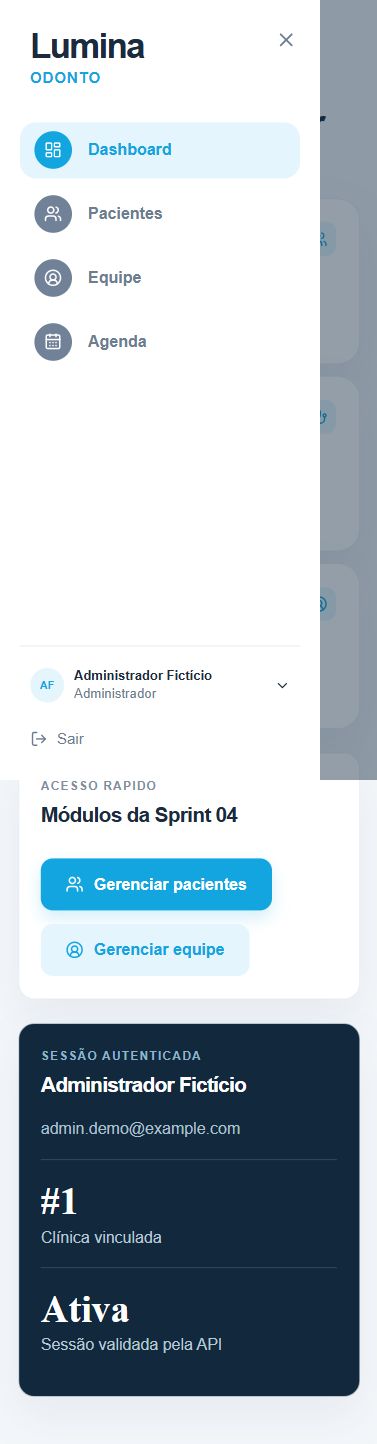 Lumina
ODONTO
Dashboard
Pacientes
Equipe
Agenda
AF
Administrador Fictício
Administrador
Sair
ACESSO RAPIDO
Módulos da Sprint 04
Gerenciar pacientes
Gerenciar equipe
SESSÃO AUTENTICADA
Administrador Fictício
admin.demo@example.com
#1
Clínica vinculada
Ativa
Sessão validada pela API